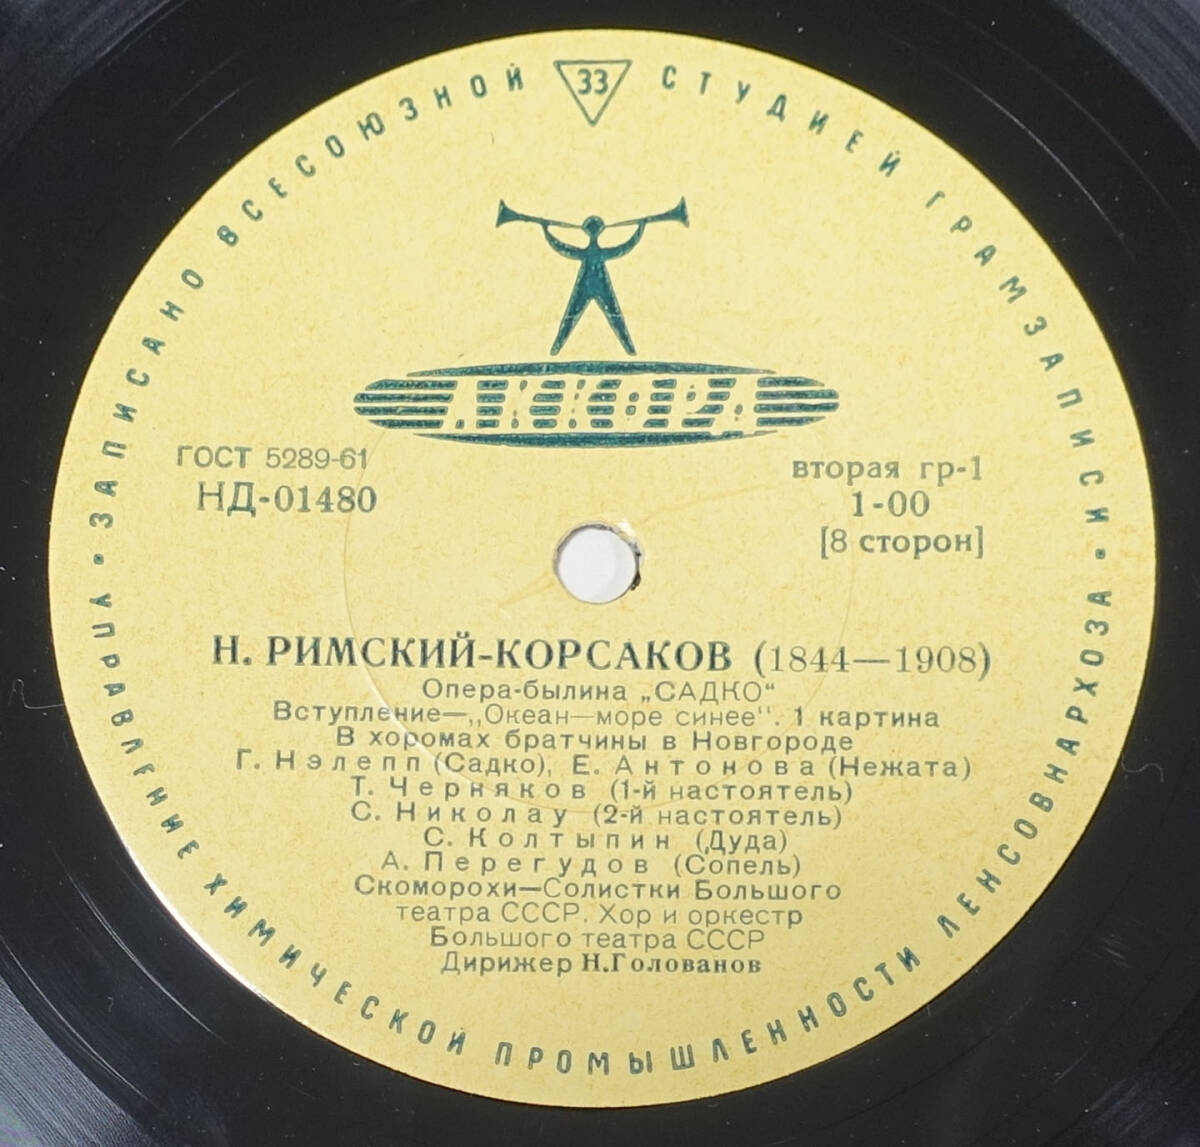 ЗАПИСАНО ВСЕСОЮЗНОЙ СТУДИЕЙ ГРАМЗАПИСИ
33
АККОРД
ГОСТ 5289-61
НД-01480
вторая гр-1
1-00
[8 сторон]
Н. РИМСКИЙ-КОРСАКОВ (1844—1908)
Опера-былина „САДКО“
Вступление—„Океан—море синее". 1 картина
В хоромах братчины в Новгороде
Г. Нэлепп (Садко), Е. Антонова (Нежата)
Т. Черняков (1-й настоятель)
С. Николау (2-й настоятель)
С. Колтыпин (Дуда)
А. Перегудов (Сопель)
Скоморохи—Солистки Большого
театра СССР. Хор и оркестр
Большого театра СССР
Дирижер Н.Голованов
УПРАВЛЕНИЕ ХИМИЧЕСКОЙ ПРОМЫШЛЕННОСТИ ЛЕНСОВНАРХОЗА